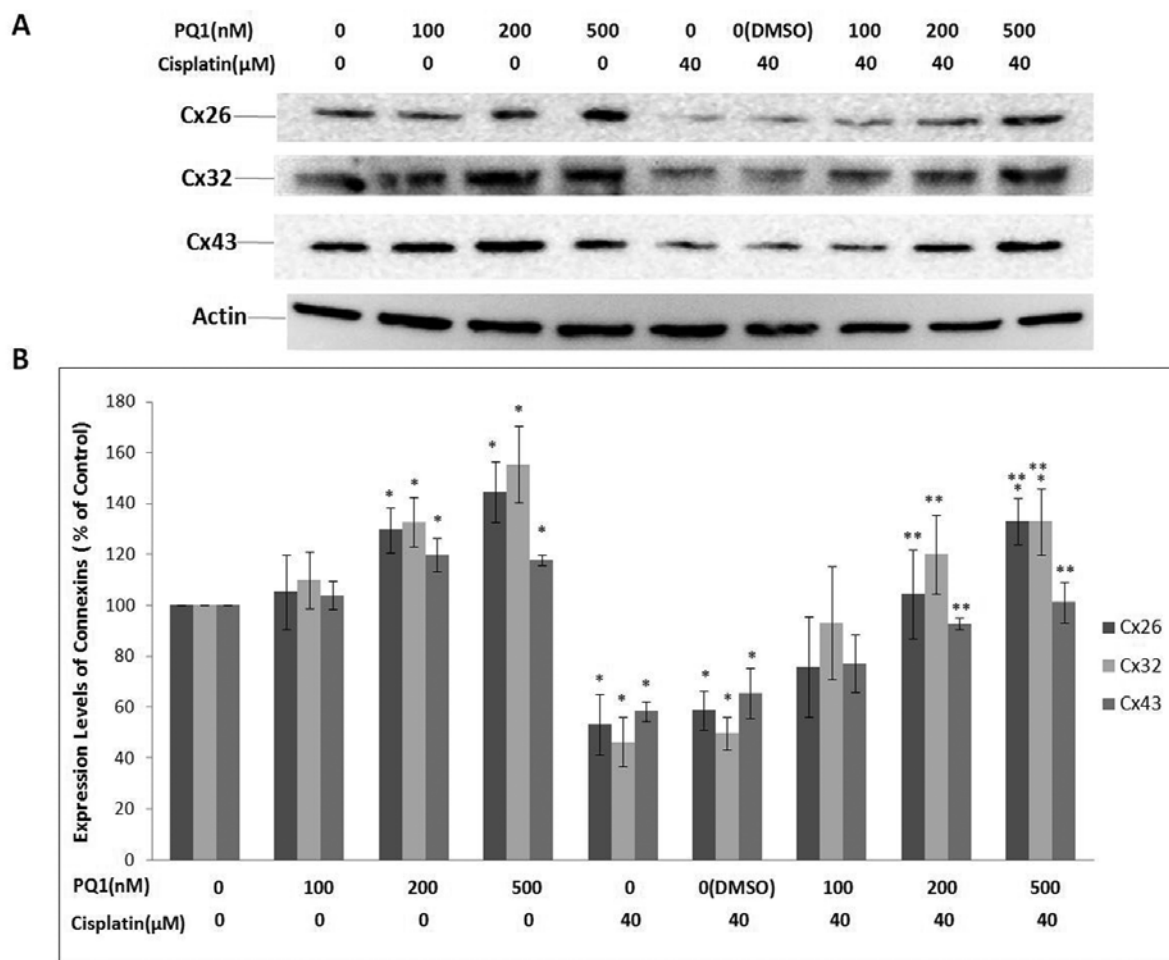 A
PQ1(nM) 0 100 200 500 0 0(DMSO) 100 200 500
Cisplatin(μM) 0 0 0 0 40 40 40 40 40
Cx26
Cx32
Cx43
Actin
B
Expression Levels of Connexins ( % of Control)
180
160
140
120
100
80
60
40
20
0
* * * * * * * * * * * * ** ** ** ** * ** * **
Cx26
Cx32
Cx43
PQ1(nM) 0 100 200 500 0 0(DMSO) 100 200 500
Cisplatin(μM) 0 0 0 0 40 40 40 40 40